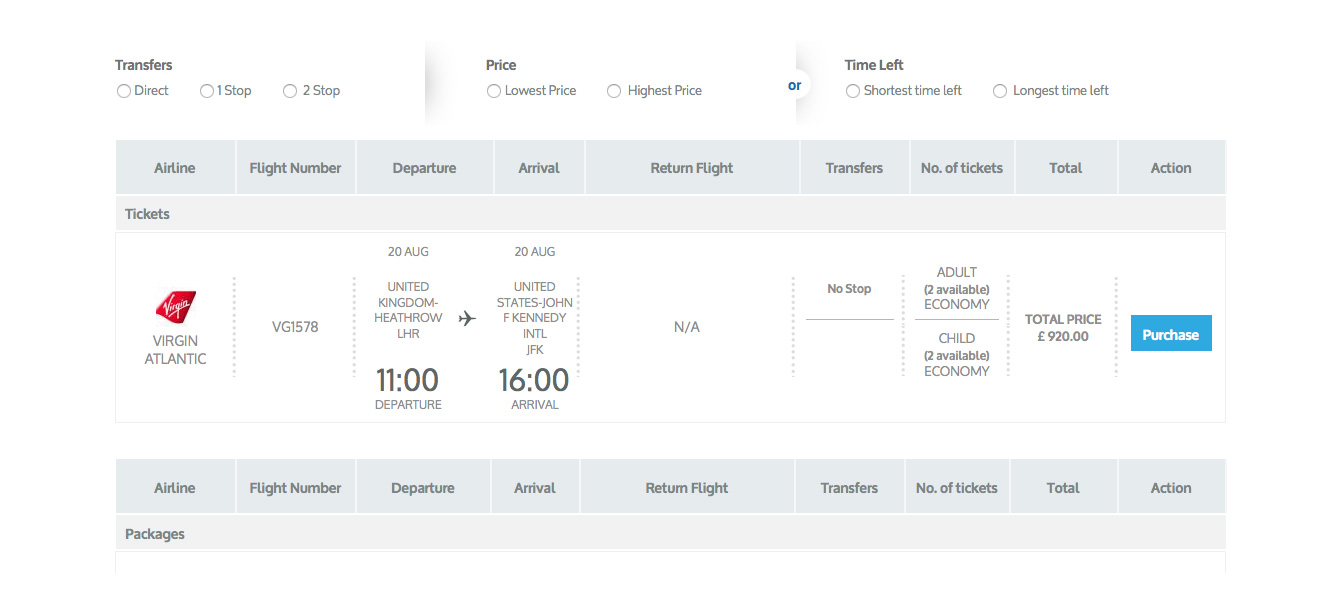 Transfers
Price
Time Left
Direct
1 Stop
2 Stop
Lowest Price
Highest Price
or
Shortest time left
Longest time left
Airline
Flight Number
Departure
Arrival
Return Flight
Transfers
No. of tickets
Total
Action
Tickets
Virgin
VIRGIN
ATLANTIC
VG1578
20 AUG
UNITED
KINGDOM-
HEATHROW
LHR
11:00
DEPARTURE
20 AUG
UNITED
STATES-JOHN
F KENNEDY
INTL
JFK
16:00
ARRIVAL
N/A
No Stop
ADULT
(2 available)
ECONOMY
CHILD
(2 available)
ECONOMY
TOTAL PRICE
£ 920.00
Purchase
Airline
Flight Number
Departure
Arrival
Return Flight
Transfers
No. of tickets
Total
Action
Packages